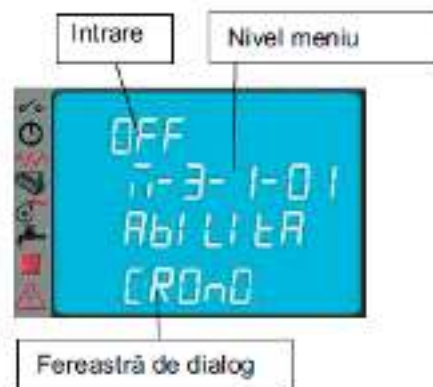 Intrare
Nivel meniu
OFF
M-3-1-01
AbILItA
CROnO
Fereastră de dialog